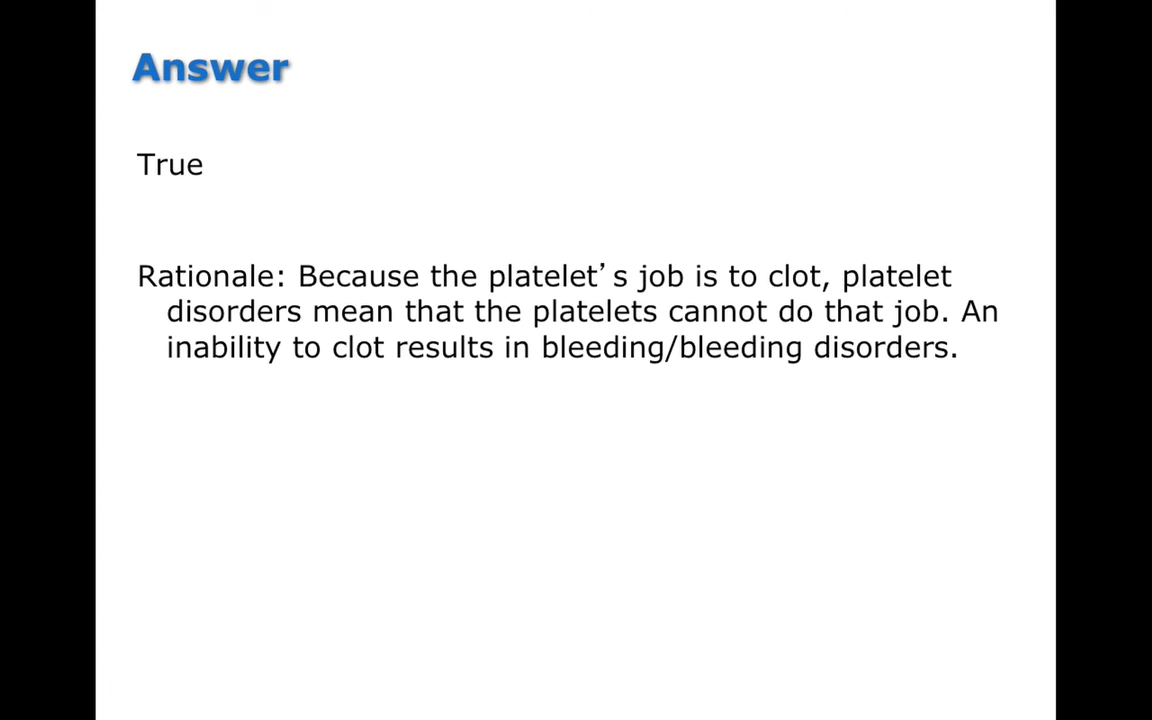 Answer
True
Rationale: Because the platelet’s job is to clot, platelet
disorders mean that the platelets cannot do that job. An
inability to clot results in bleeding/bleeding disorders.